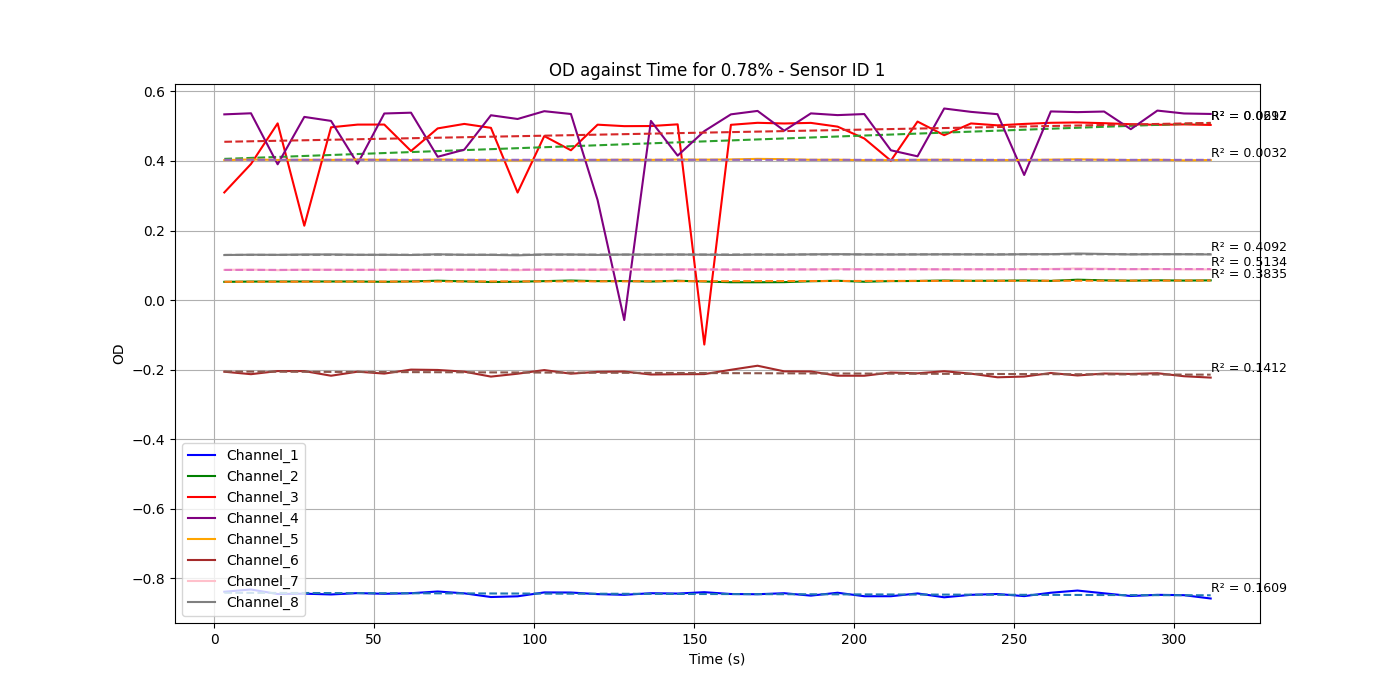 OD against Time for 0.78% - Sensor ID 1
0.6
0.4
0.2
0.0
−0.2
−0.4
−0.6
−0.8
OD
R² =
R² = 0.0032
R² = 0.4092
R² = 0.5134
R² = 0.3835
R² = 0.1412
R² = 0.1609
Channel_1
Channel_2
Channel_3
Channel_4
Channel_5
Channel_6
Channel_7
Channel_8
0
50
100
150
200
250
300
Time (s)